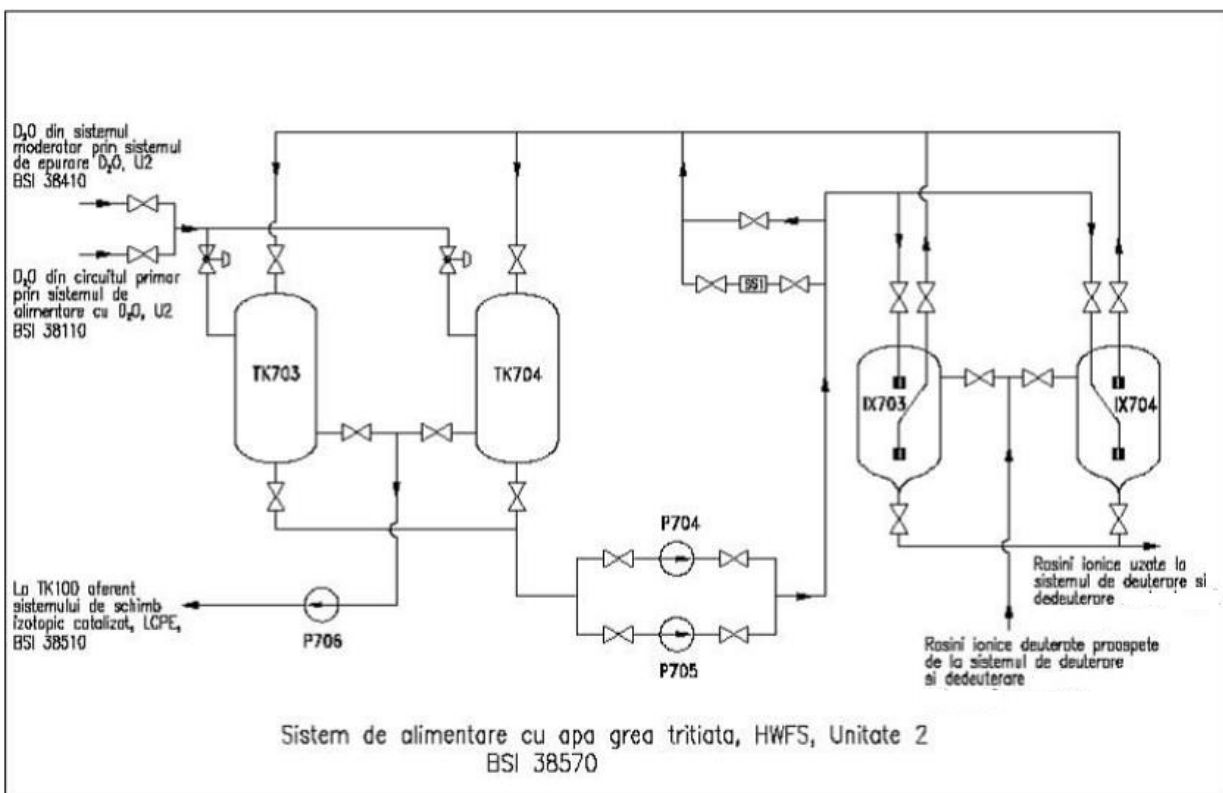 D₂O din sistemul
moderator prin sistemul
de epurare D₂O, U2
BSI 38410
D₂O din circuitul primar
prin sistemul de
alimentare cu D₂O, U2
BSI 38110
TK703
TK704
SS1
IX703
IX704
P704
P705
P706
La TK100 aferent
sistemului de schimb
izotopic catalizat, LCPE,
BSI 38510
Rasini ionice uzate la
sistemul de deuterare si
dedeuterare
Rasini ionice deuterate proaspete
de la sistemul de deuterare
si dedeuterare
Sistem de alimentare cu apa grea tritiata, HWFS, Unitate 2
BSI 38570